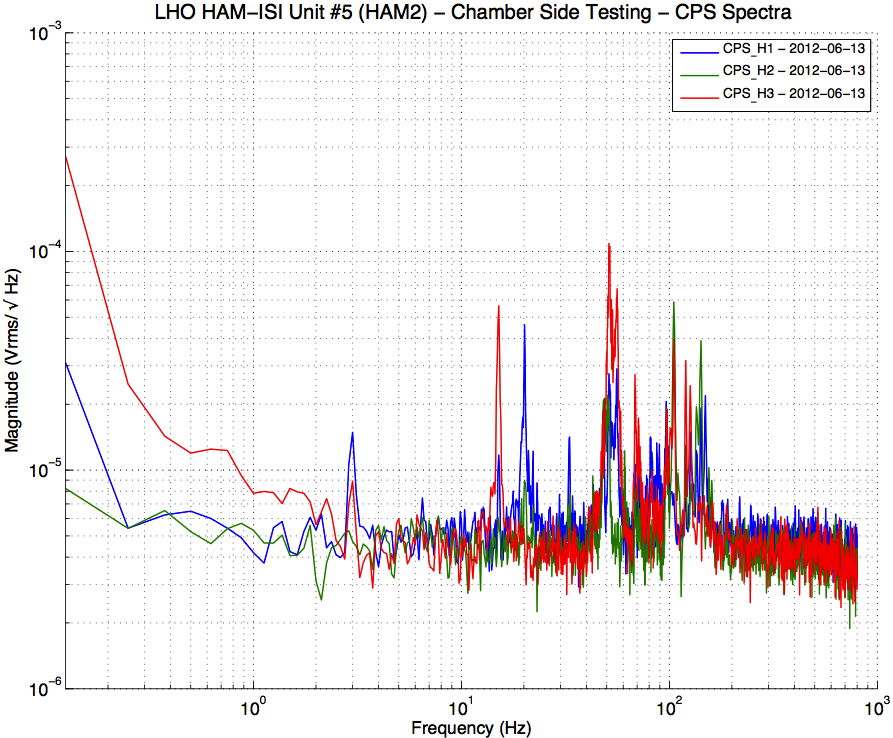 LHO HAM−ISI Unit #5 (HAM2) − Chamber Side Testing − CPS Spectra
CPS_H1 − 2012−06−13
CPS_H2 − 2012−06−13
CPS_H3 − 2012−06−13
10−3
10−4
10−5
10−6
Magnitude (Vrms/ √ Hz)
100
101
102
103
Frequency (Hz)